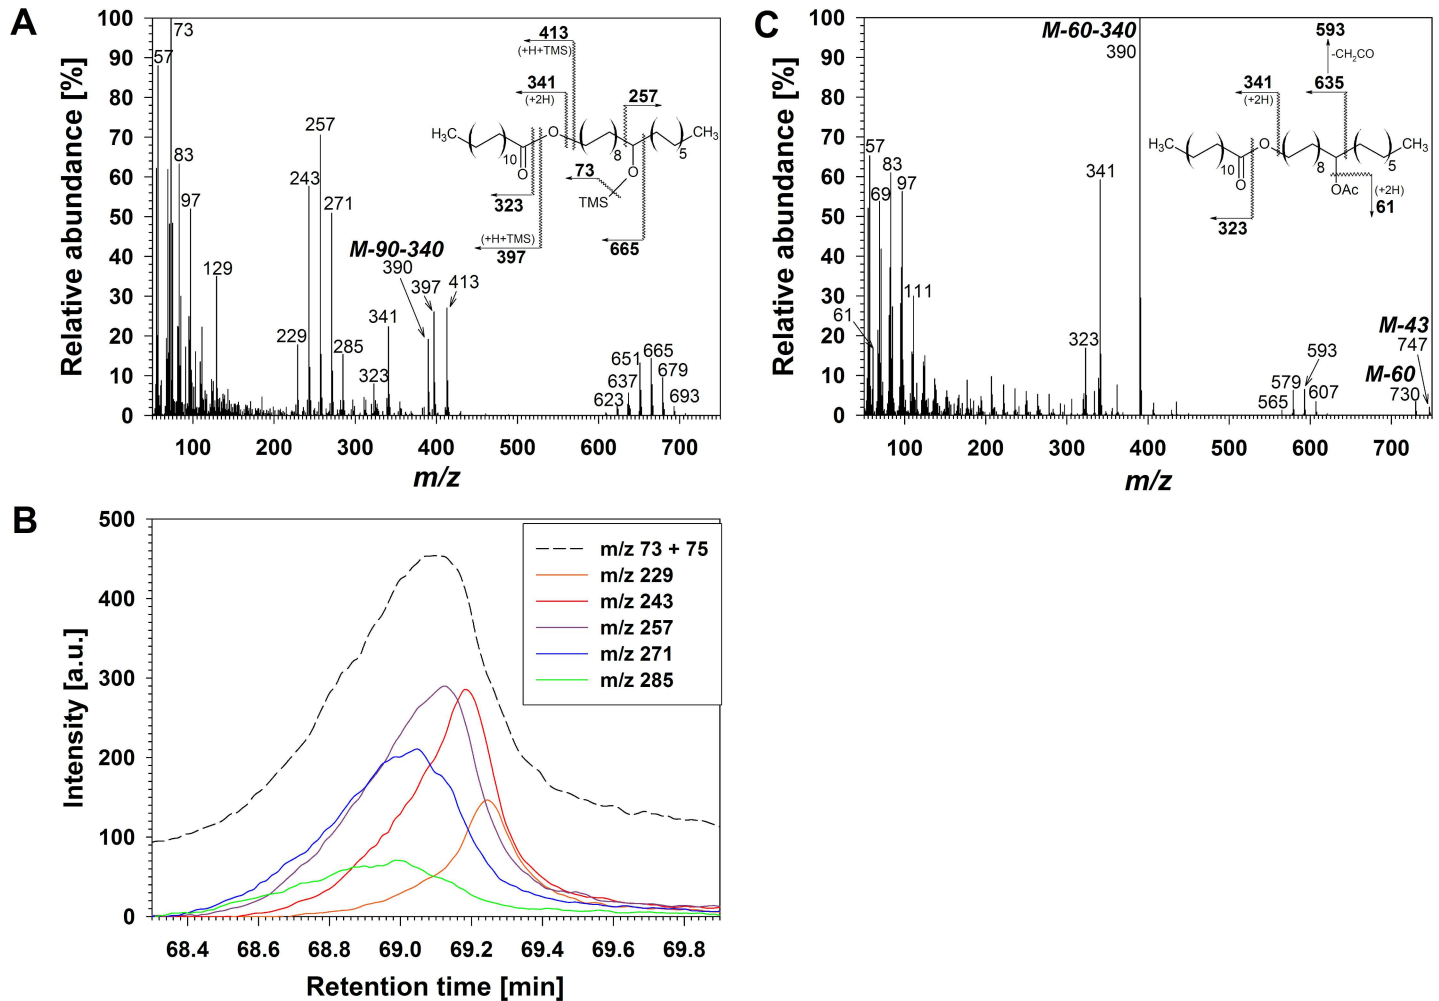 A
Relative abundance [%]
100
90
80
70
60
50
40
30
20
10
0
100
200
300
400
500
600
700
m/z
73
57
83
97
129
229
243
257
271
285
323
341
M-90-340
390
397
413
623
637
651
665
679
693
413
(+H+TMS)
341
(+2H)
257
H3C
10
O
O
8
5
CH3
73
O
TMS
323
(+H+TMS)
397
665
C
Relative abundance [%]
100
90
80
70
60
50
40
30
20
10
0
100
200
300
400
500
600
700
m/z
M-60-340
390
57
69
83
97
111
61
323
341
565
579
593
607
M-43
747
M-60
730
593
-CH2CO
341
(+2H)
635
H3C
10
O
O
8
5
CH3
OAc
(+2H)
61
323
B
Intensity [a.u.]
500
400
300
200
100
0
68.4
68.6
68.8
69.0
69.2
69.4
69.6
69.8
Retention time [min]
m/z 73 + 75
m/z 229
m/z 243
m/z 257
m/z 271
m/z 285